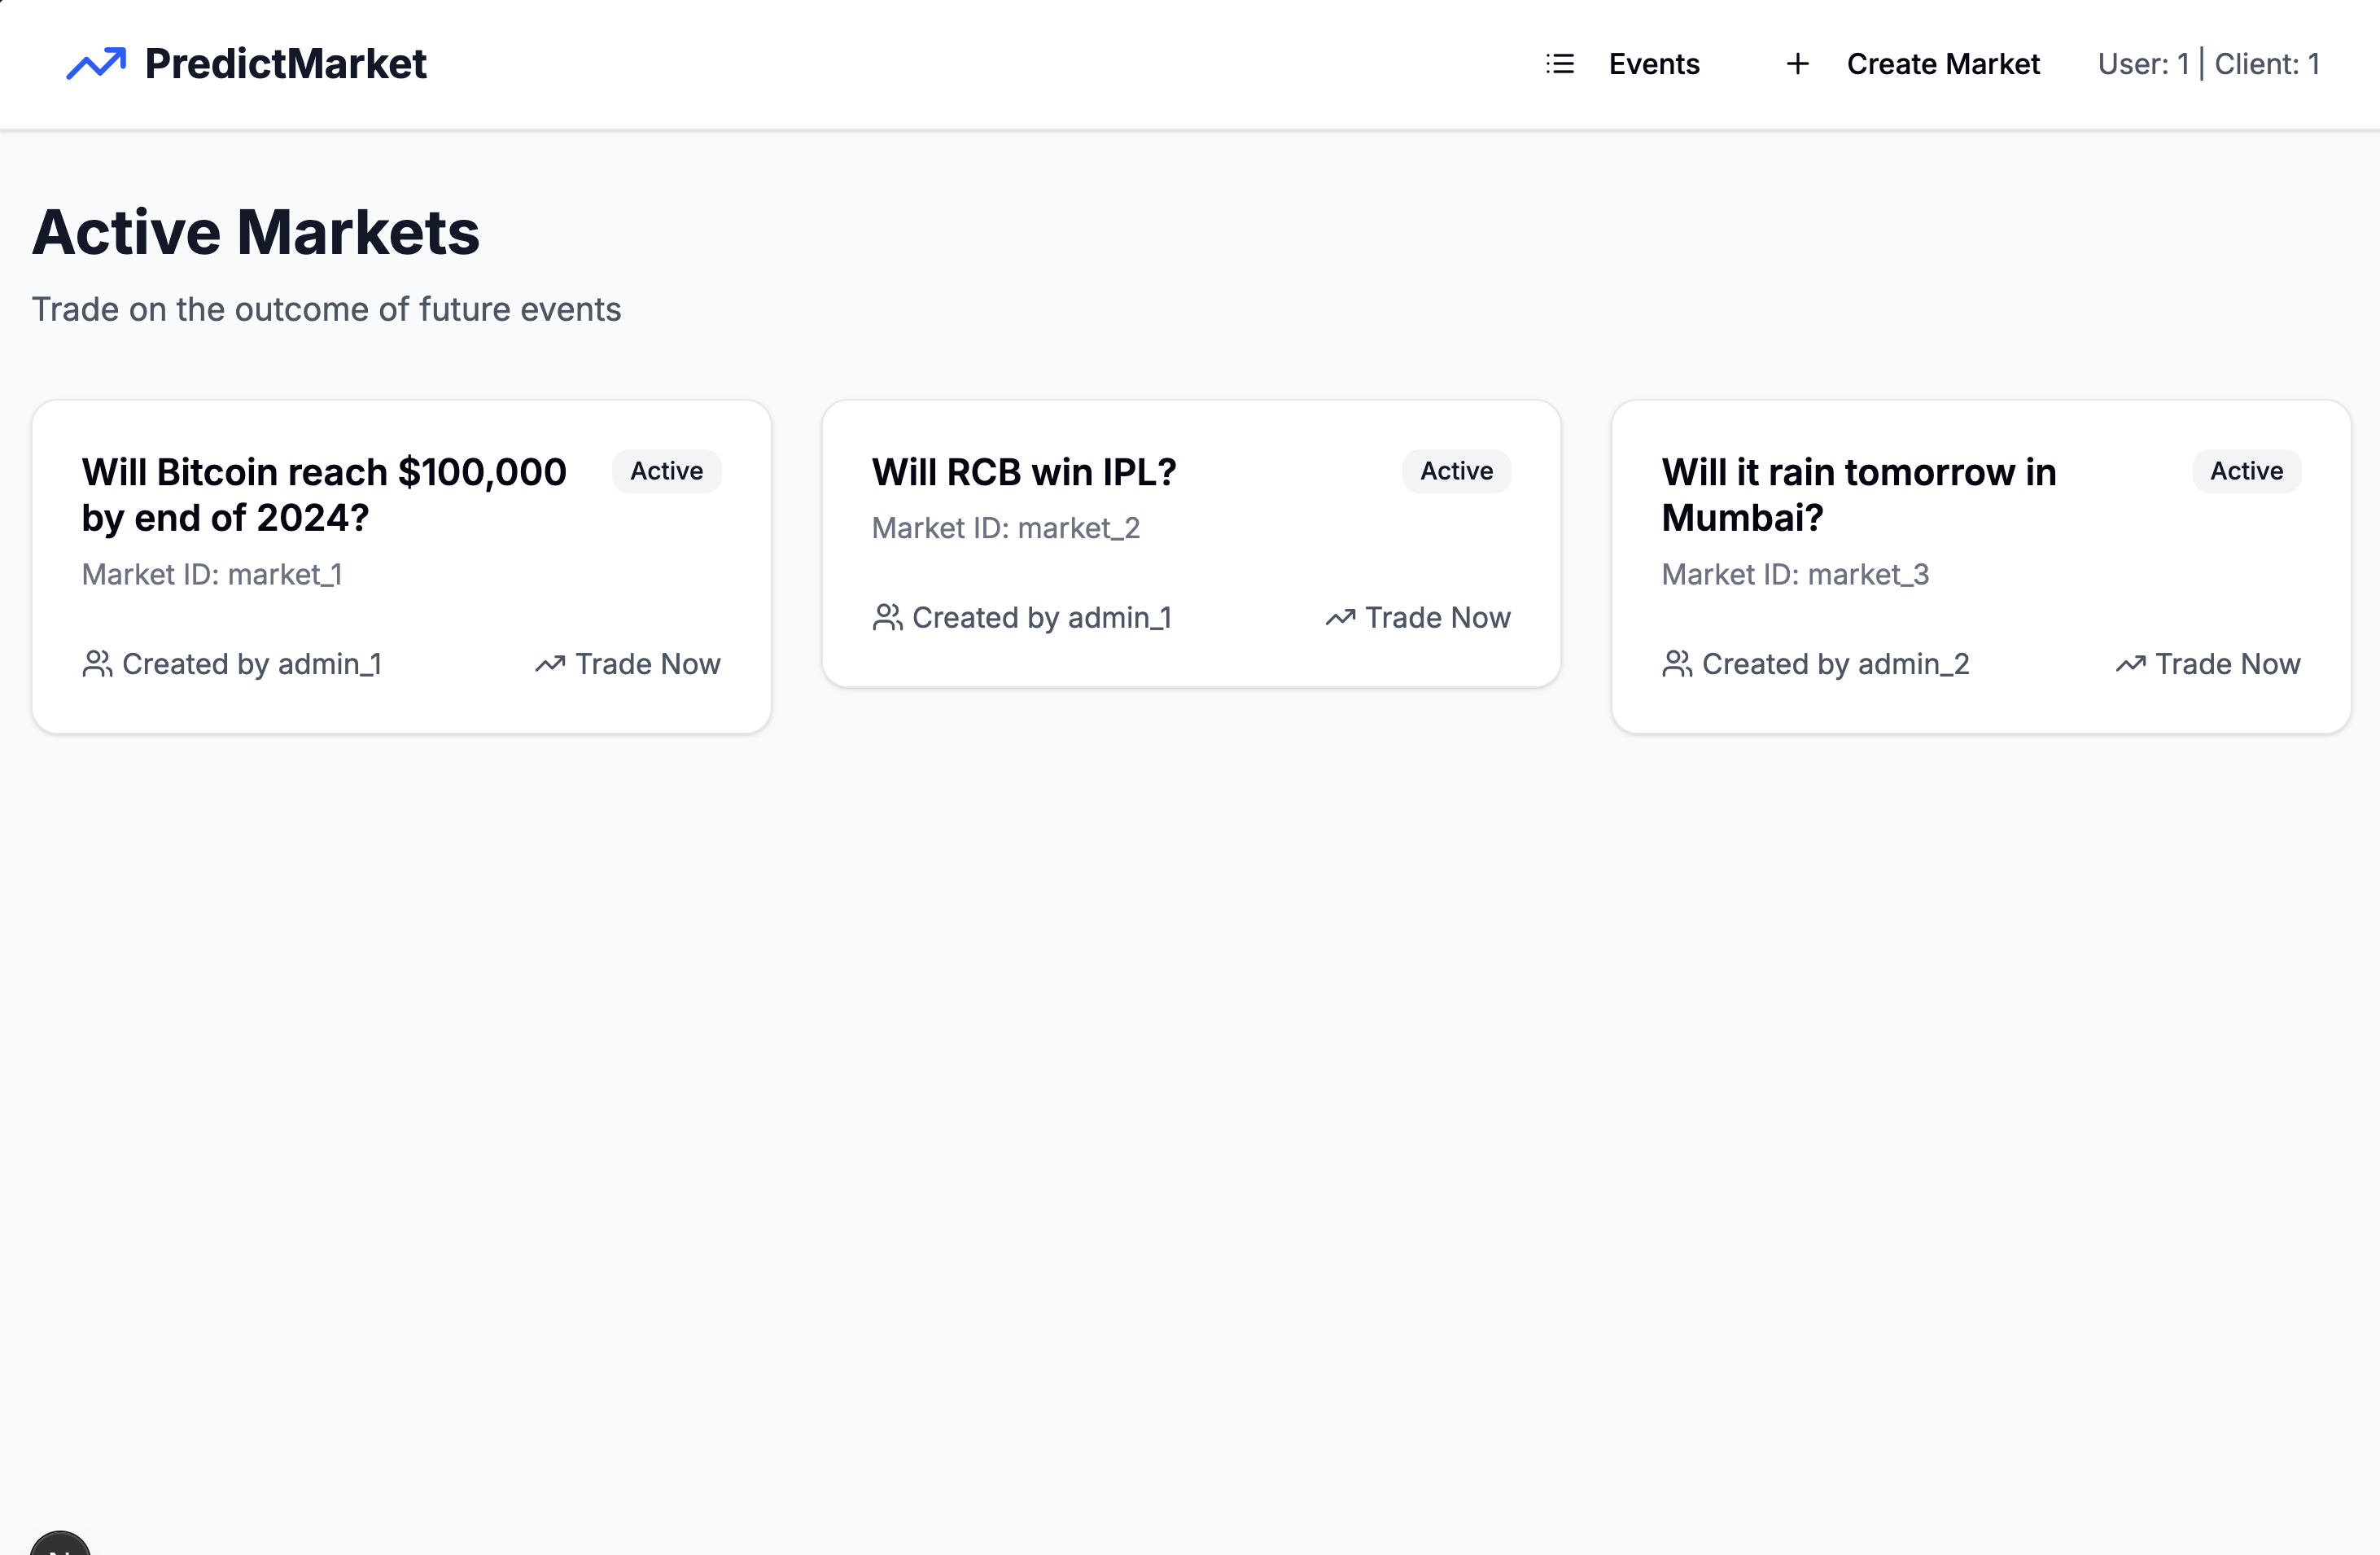 PredictMarket
Events
Create Market
User: 1 | Client: 1
Active Markets
Trade on the outcome of future events
Will Bitcoin reach $100,000
by end of 2024?
Active
Market ID: market_1
Created by admin_1
Trade Now
Will RCB win IPL?
Active
Market ID: market_2
Created by admin_1
Trade Now
Will it rain tomorrow in
Mumbai?
Active
Market ID: market_3
Created by admin_2
Trade Now